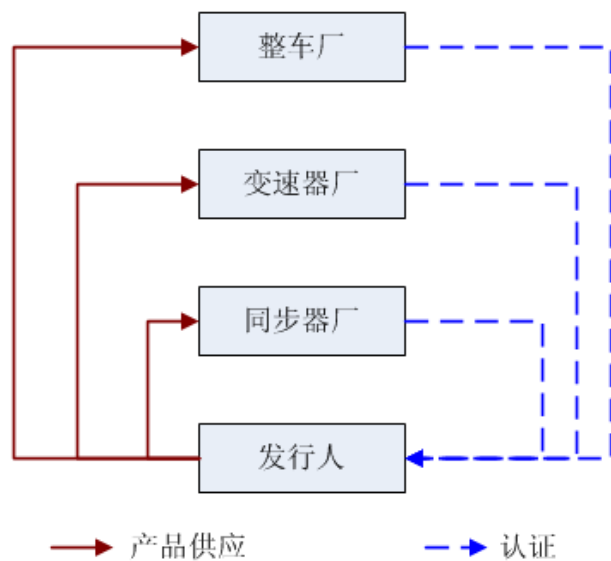 整车厂
变速器厂
同步器厂
发行人
产品供应
认证